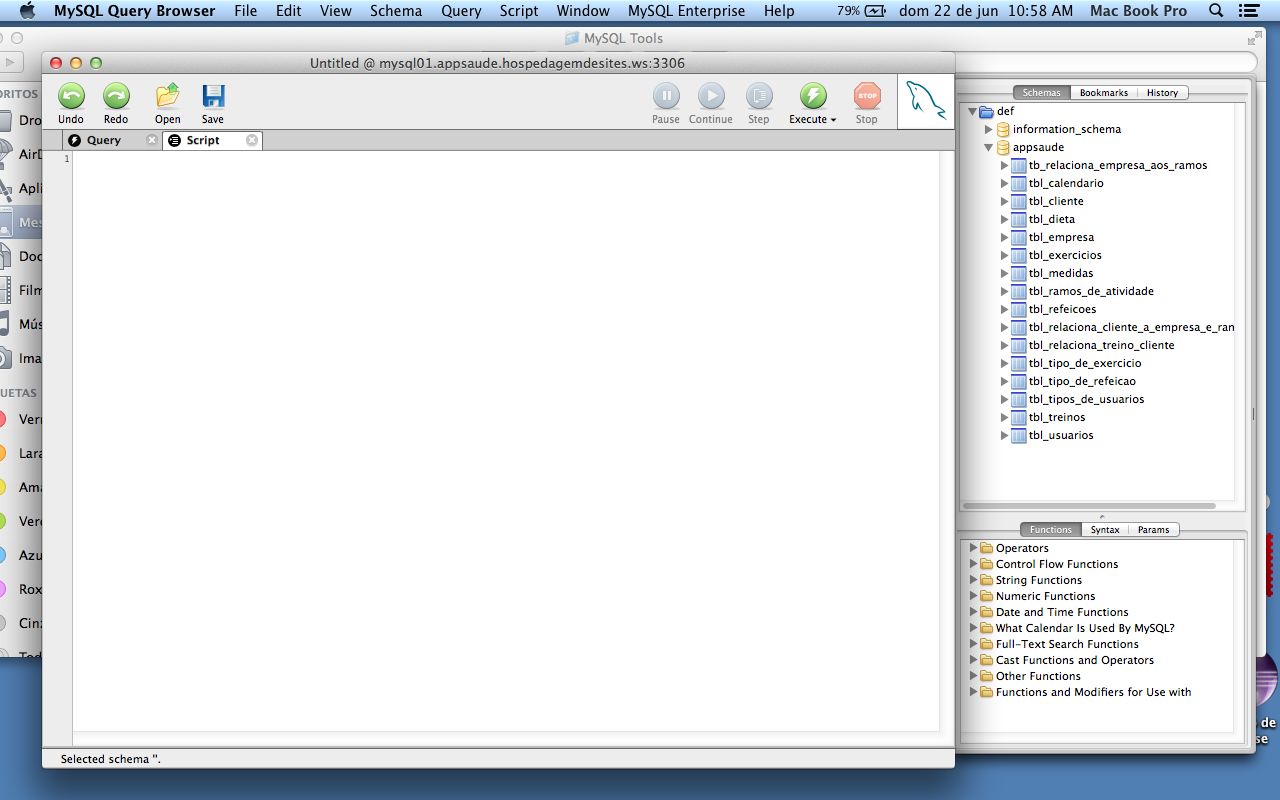 MySQL Query Browser File Edit View Schema Query Script Window MySQL Enterprise Help 79% dom 22 de jun 10:58 AM Mac Book Pro
MySQL Tools
Untitled @ mysql01.appsaude.hospedagemdesites.ws:3306
Undo Redo Open Save Pause Continue Step Execute Stop
STOP
Query Script
1
Selected schema ''.
ORITOS
Dro
AirD
Apli
Mes
Doc
Film
Mús
Ima
QUETAS
Vern
Lara
Ama
Verd
Azu
Rox
Cinz
Schemas Bookmarks History
def
information_schema
appsaude
tb_relaciona_empresa_aos_ramos
tbl_calendario
tbl_cliente
tbl_dieta
tbl_empresa
tbl_exercicios
tbl_medidas
tbl_ramos_de_atividade
tbl_refeicoes
tbl_relaciona_cliente_a_empresa_e_ran
tbl_relaciona_treino_cliente
tbl_tipo_de_exercicio
tbl_tipo_de_refeicao
tbl_tipos_de_usuarios
tbl_treinos
tbl_usuarios
Functions Syntax Params
Operators
Control Flow Functions
String Functions
Numeric Functions
Date and Time Functions
What Calendar Is Used By MySQL?
Full-Text Search Functions
Cast Functions and Operators
Other Functions
Functions and Modifiers for Use with
de
se